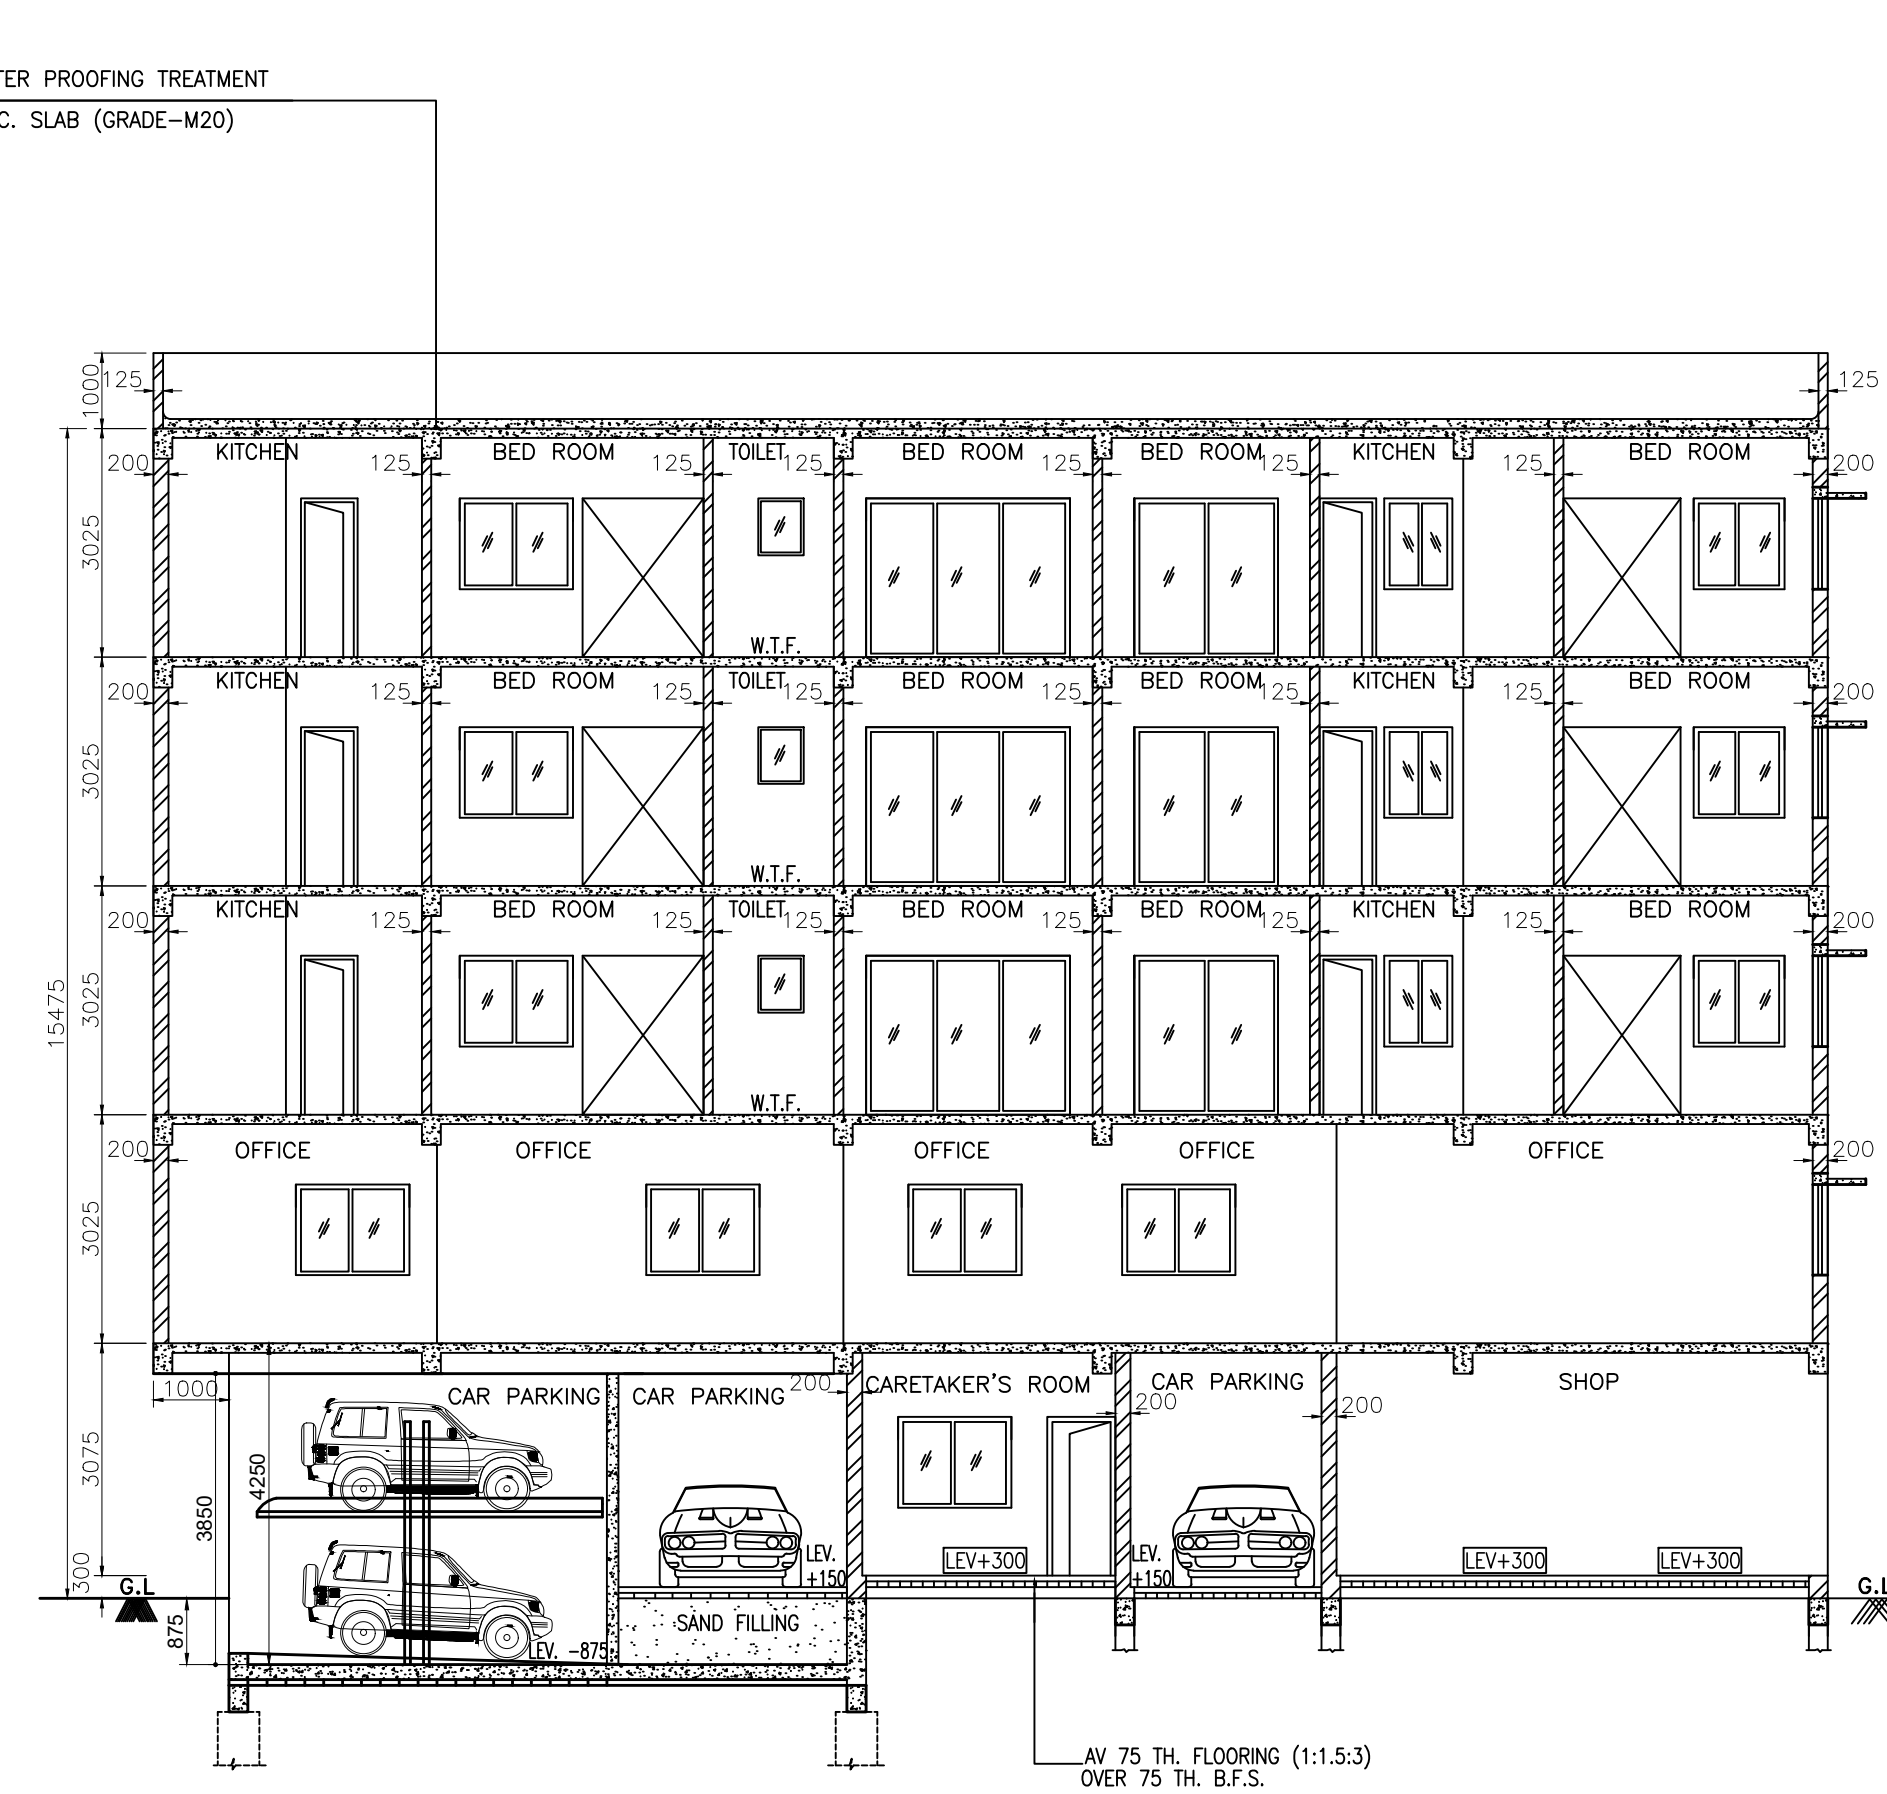 TER PROOFING TREATMENT
C. SLAB (GRADE-M20)
1000
125
125
KITCHEN BED ROOM TOILET BED ROOM BED ROOM KITCHEN BED ROOM
200 125 125 125 125 125 125 200
3025
W.T.F.
KITCHEN BED ROOM TOILET BED ROOM BED ROOM KITCHEN BED ROOM
200 125 125 125 125 125 125 200
3025
W.T.F.
KITCHEN BED ROOM TOILET BED ROOM BED ROOM KITCHEN BED ROOM
200 125 125 125 125 125 125 200
3025
15475
W.T.F.
OFFICE OFFICE OFFICE OFFICE OFFICE
200 200
3025
1000 CAR PARKING CAR PARKING 200 CARETAKER'S ROOM CAR PARKING SHOP
200 200
3075
4250
3850
LEV.
+150
LEV+300
LEV.
+150
LEV+300 LEV+300
300
G.L G.L
875
SAND FILLING
LEV. -875
AV 75 TH. FLOORING (1:1.5:3)
OVER 75 TH. B.F.S.